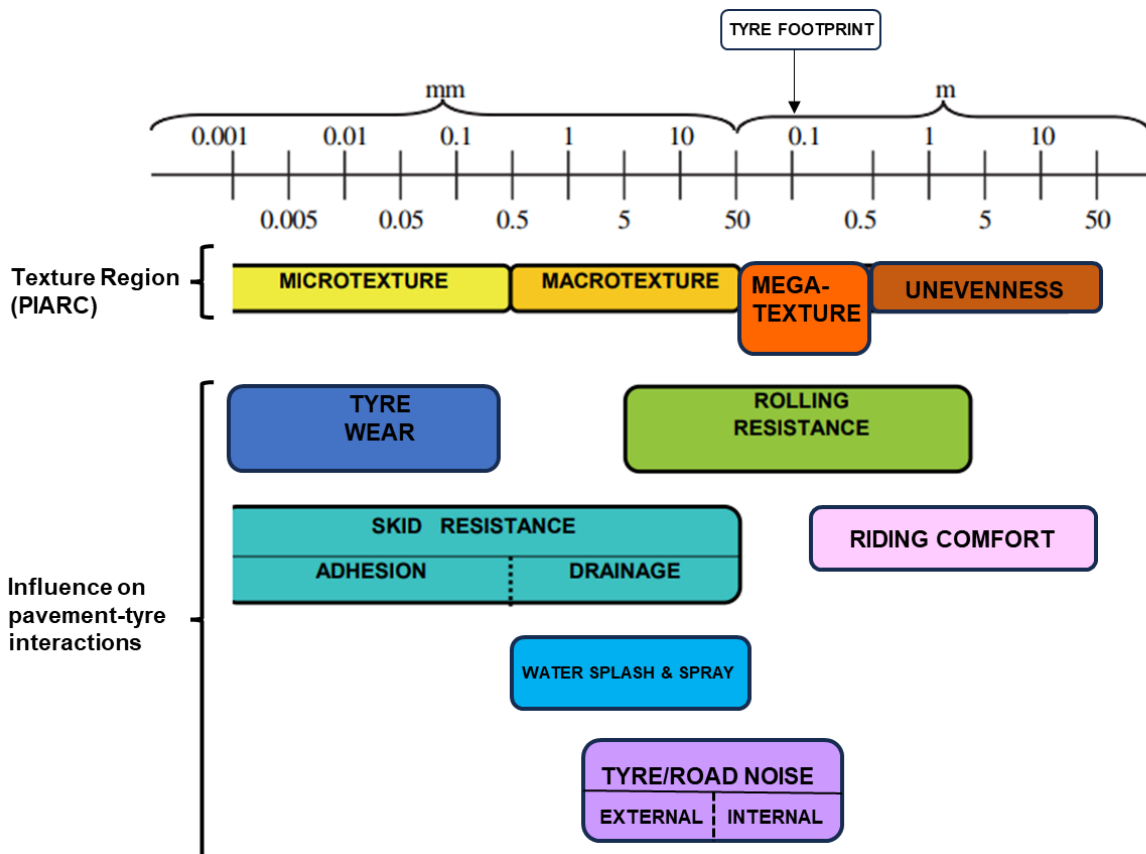 TYRE FOOTPRINT
mm
m
0.001 0.01 0.1 1 10 0.1 1 10
0.005 0.05 0.5 5 50 0.5 5 50
Texture Region
(PIARC)
MICROTEXTURE
MACROTEXTURE
MEGA-
TEXTURE
UNEVENNESS
Influence on
pavement-tyre
interactions
TYRE
WEAR
ROLLING
RESISTANCE
SKID RESISTANCE
ADHESION
DRAINAGE
RIDING COMFORT
WATER SPLASH & SPRAY
TYRE/ROAD NOISE
EXTERNAL
INTERNAL